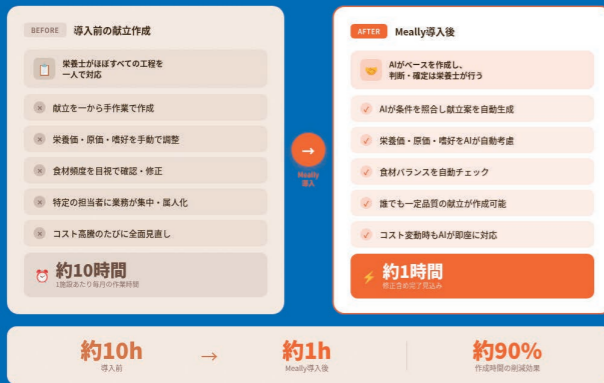 BEFORE 導入前の献立作成
栄養士がほぼすべての工程を
一人で対応
献立を一から手作業で作成
栄養価・原価・嗜好を手動で調整
食材頻度を目視で確認・修正
特定の担当者に業務が集中・属人化
コスト高騰のたびに全面見直し
約10時間
1施設あたり毎月の作業時間
→
Meally
導入
AFTER Meally導入後
AIがベースを作成し、
判断・確定は栄養士が行う
AIが条件を照合し献立案を自動生成
栄養価・原価・嗜好をAIが自動考慮
食材バランスを自動チェック
誰でも一定品質の献立が作成可能
コスト変動時もAIが即座に対応
約1時間
修正含め完了見込み
約10h → 約1h 約90%
導入前 Meally導入後 作成時間の削減効果